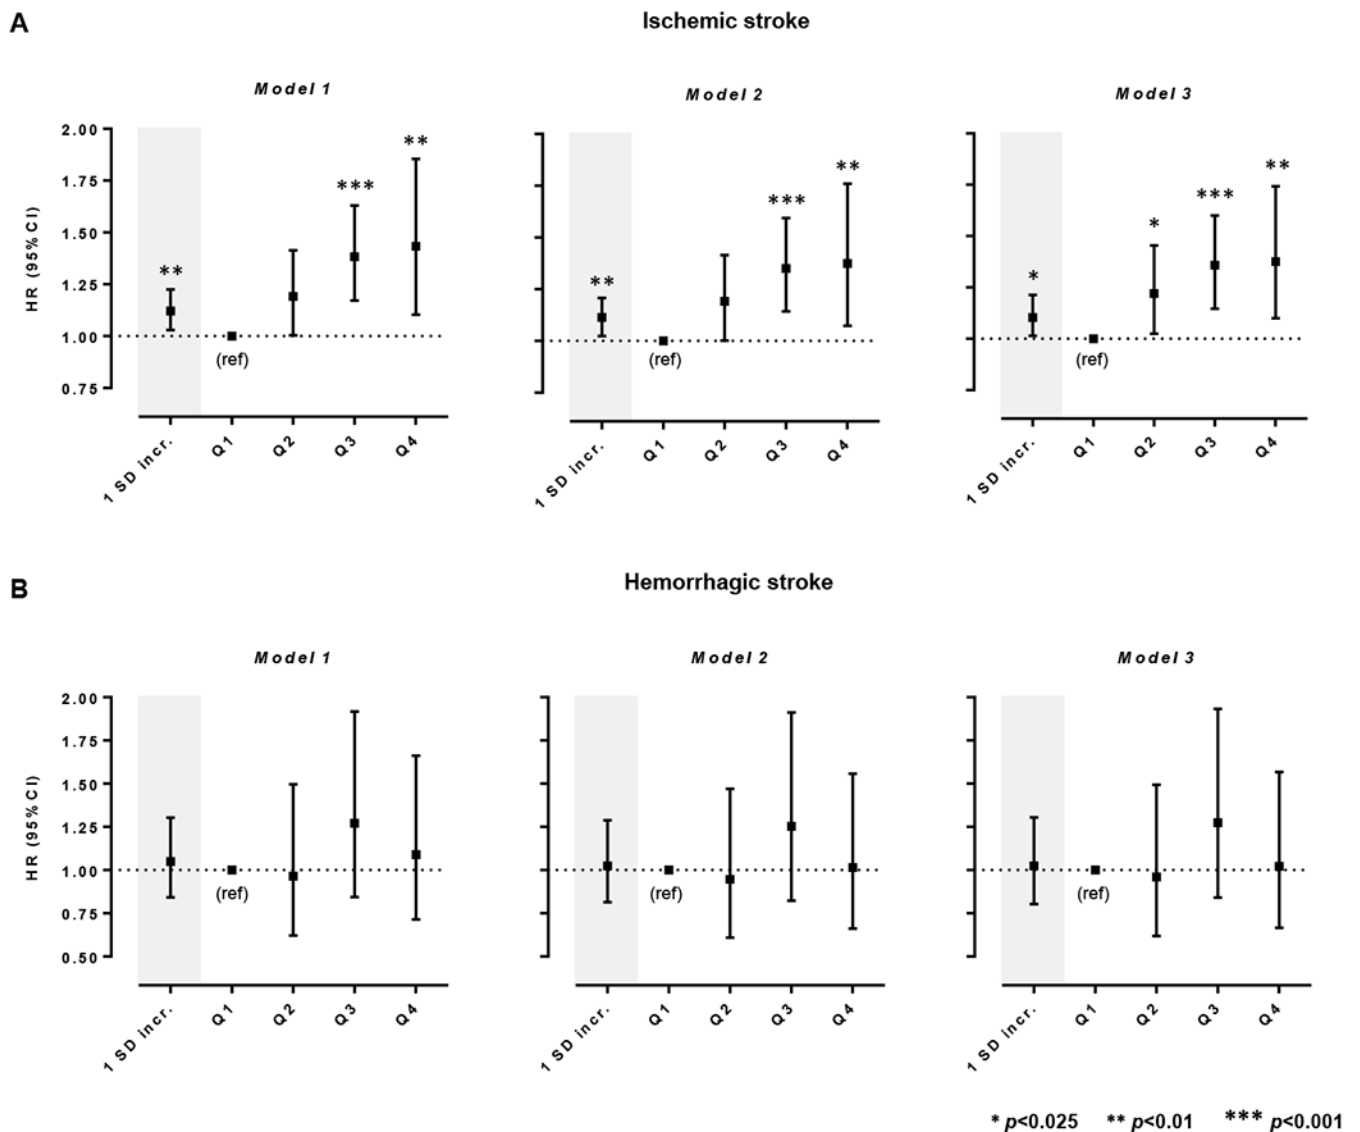 A
Ischemic stroke
Model 1
Model 2
Model 3
HR (95% CI)
2.00
1.75
1.50
1.25
1.00
0.75
** *** **
** *** **
* * *** **
(ref)
(ref)
(ref)
1 SD incr. Q1 Q2 Q3 Q4
1 SD incr. Q1 Q2 Q3 Q4
1 SD incr. Q1 Q2 Q3 Q4
B
Hemorrhagic stroke
Model 1
Model 2
Model 3
HR (95% CI)
2.00
1.75
1.50
1.25
1.00
0.75
0.50
(ref)
(ref)
(ref)
1 SD incr. Q1 Q2 Q3 Q4
1 SD incr. Q1 Q2 Q3 Q4
1 SD incr. Q1 Q2 Q3 Q4
* p<0.025 ** p<0.01 *** p<0.001